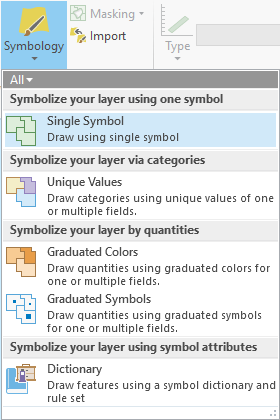 Masking
Symbology
Import
Type
All
Symbolize your layer using one symbol
Single Symbol
Draw using single symbol
Symbolize your layer via categories
Unique Values
Draw categories using unique values of one
or multiple fields.
Symbolize your layer by quantities
Graduated Colors
Draw quantities using graduated colors for
one or multiple fields.
Graduated Symbols
Draw quantities using graduated symbols
for one or multiple fields.
Symbolize your layer using symbol attributes
Dictionary
Draw features using a symbol dictionary and
rule set